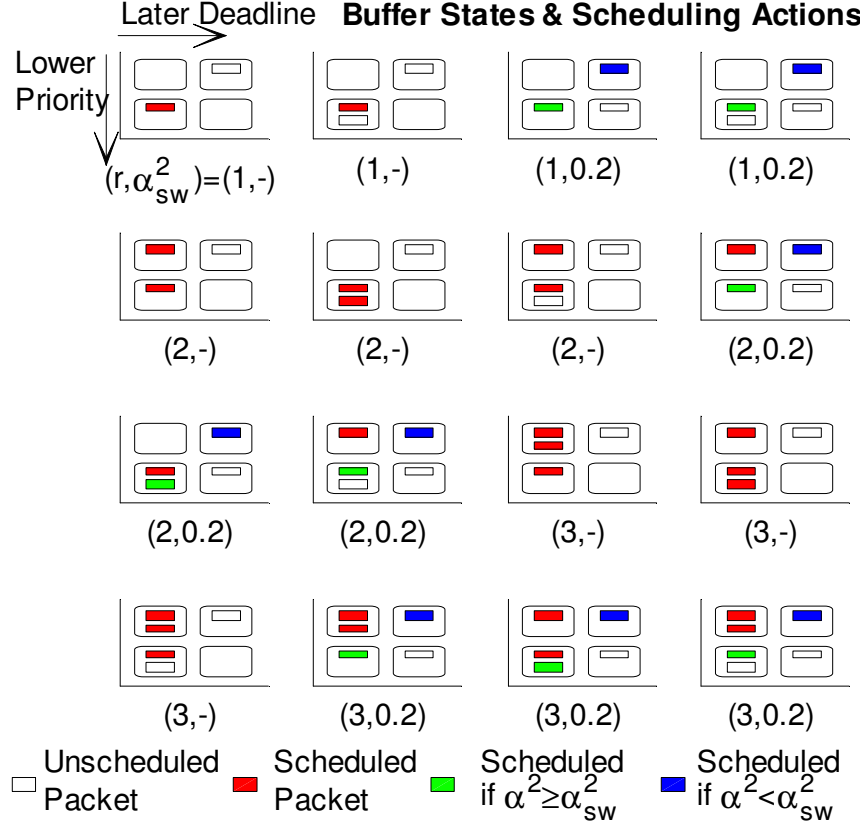 Later Deadline Buffer States & Scheduling Actions
Lower
Priority
(r,α²sw)=(1,-) (1,-) (1,0.2) (1,0.2)
(2,-) (2,-) (2,-) (2,0.2)
(2,0.2) (2,0.2) (3,-) (3,-)
(3,-) (3,0.2) (3,0.2) (3,0.2)
Unscheduled Scheduled Scheduled Scheduled
Packet Packet if α²≥α²sw if α²<α²sw